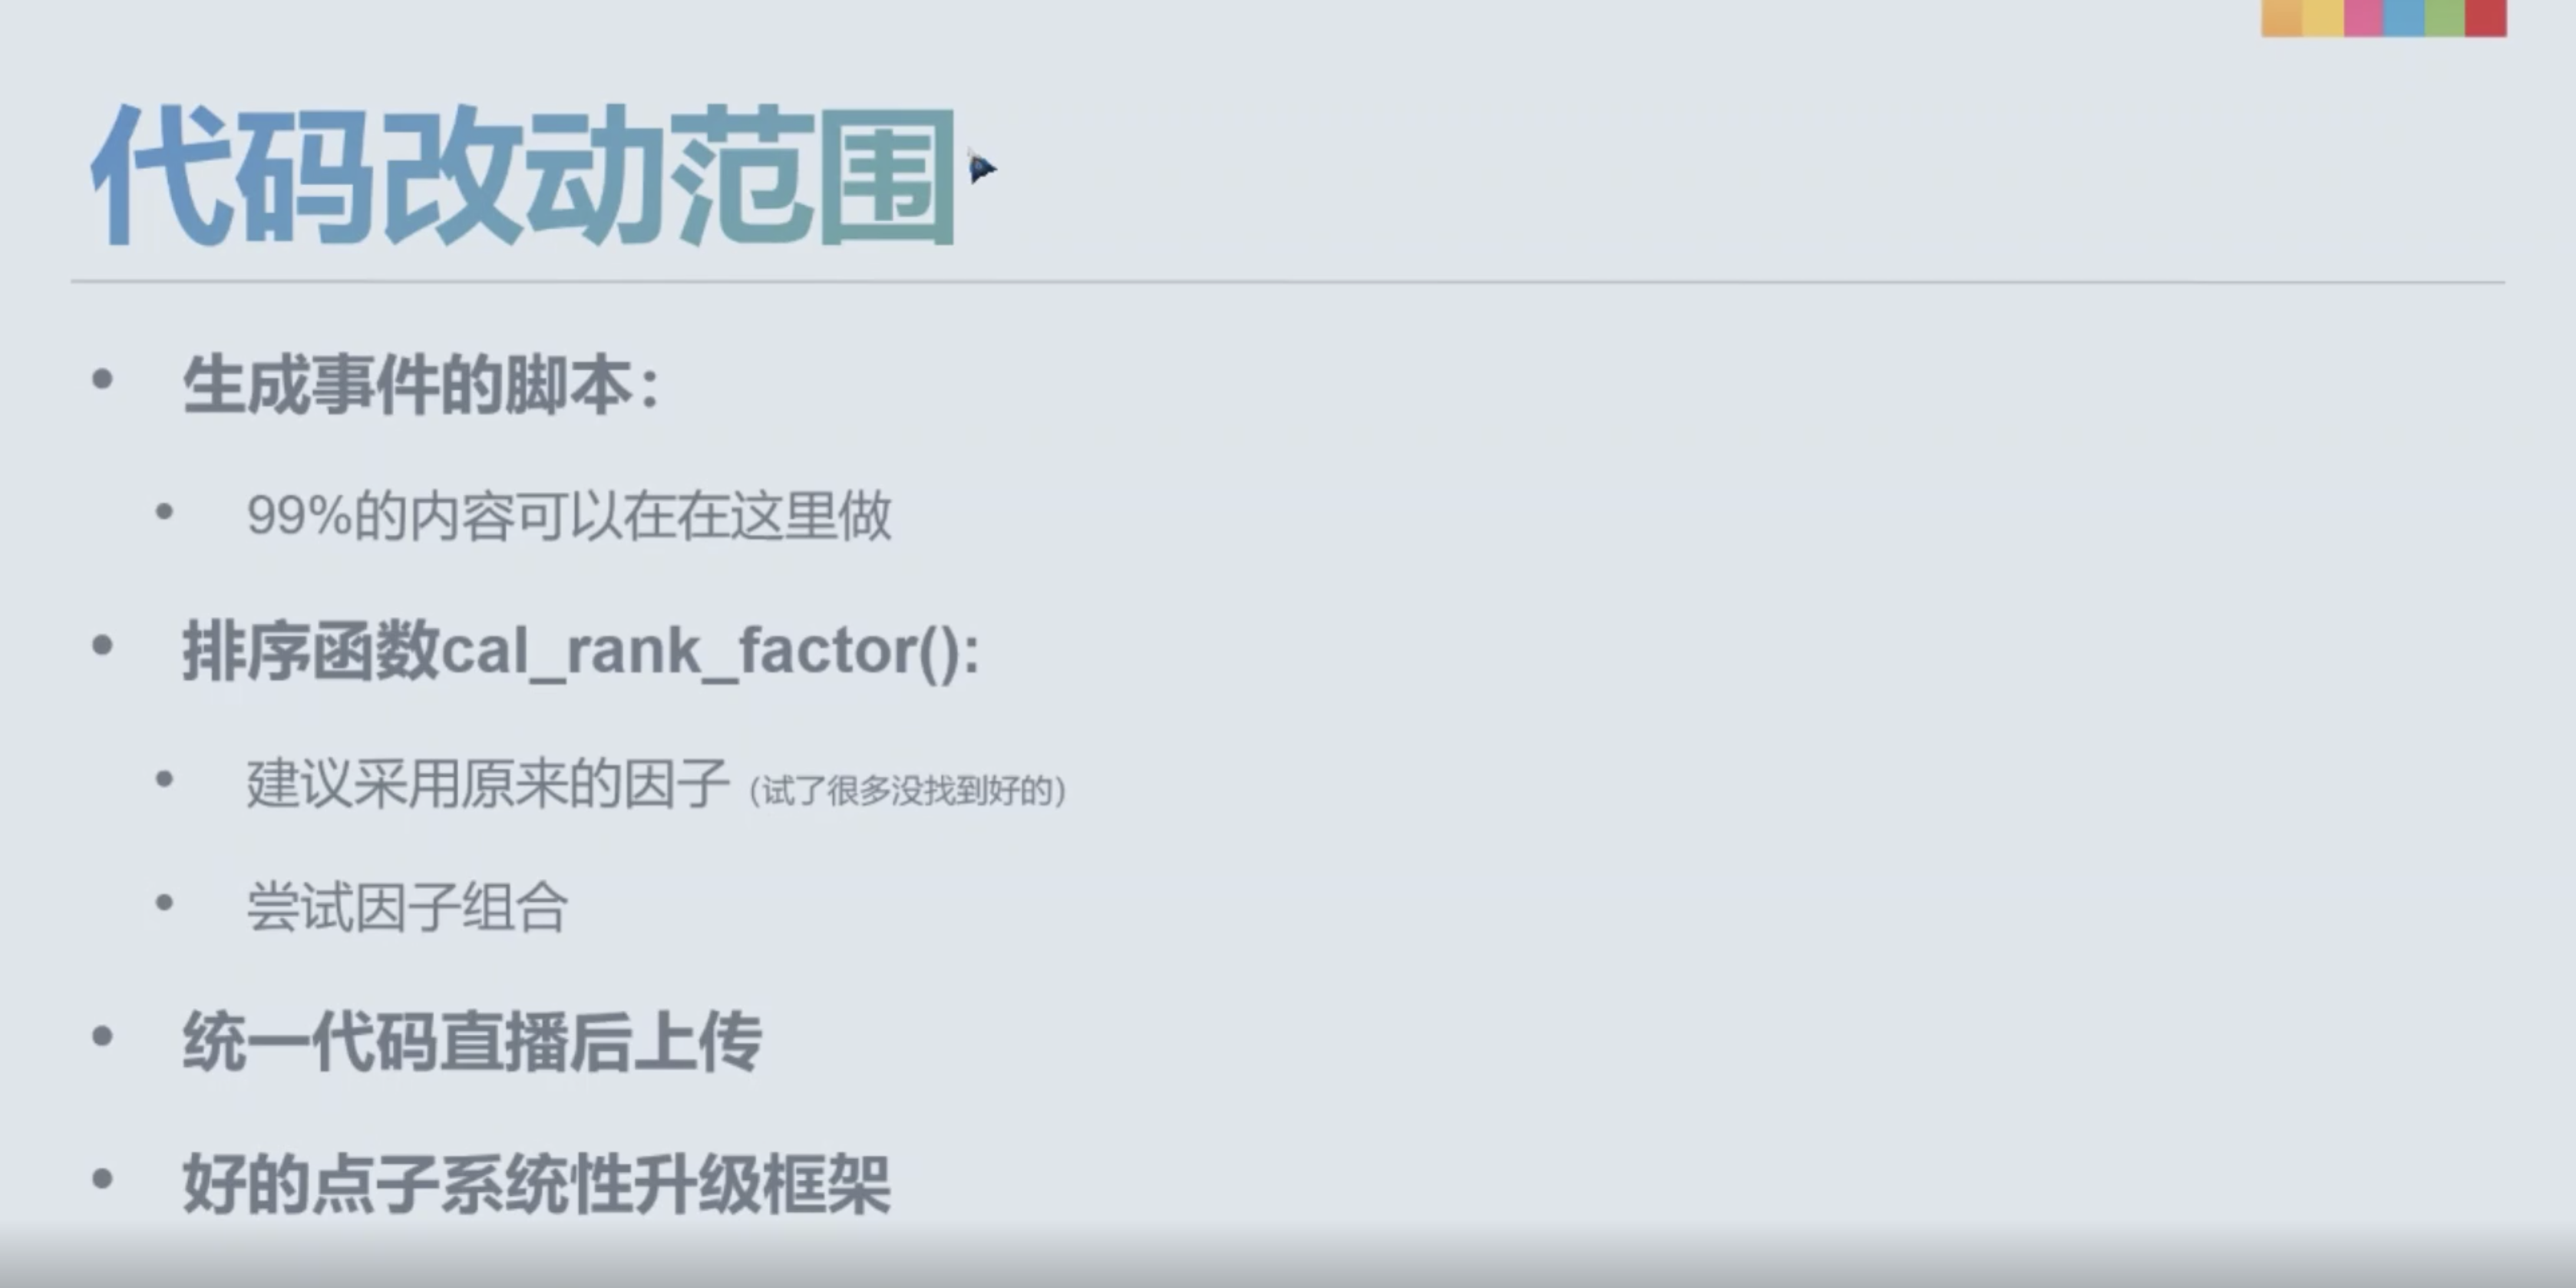 代码改动范围
生成事件的脚本：
99%的内容可以在在这里做
排序函数cal_rank_factor():
建议采用原来的因子（试了很多没找到好的）
尝试因子组合
统一代码直播后上传
好的点子系统性升级框架